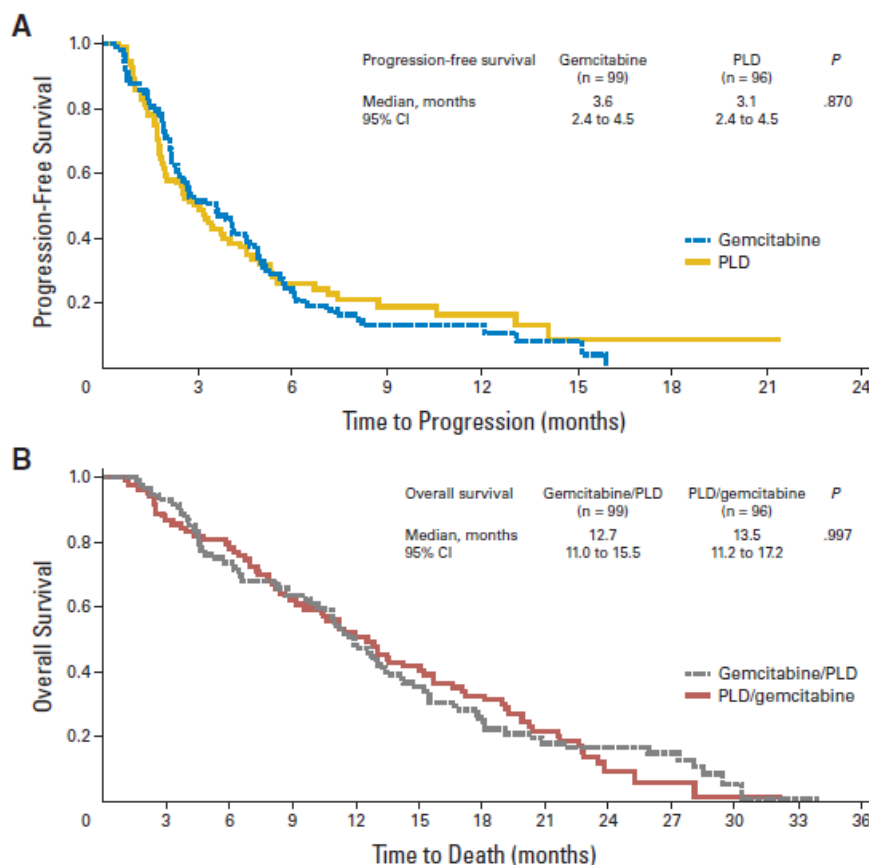 A
1.0
0.8
0.6
0.4
0.2
Progression-Free Survival
Progression-free survival Gemcitabine PLD P
(n = 99) (n = 96)
Median, months 3.6 3.1 .870
95% CI 2.4 to 4.5 2.4 to 4.5
Gemcitabine
PLD
0 3 6 9 12 15 18 21 24
Time to Progression (months)
B
1.0
0.8
0.6
0.4
0.2
Overall Survival
Overall survival Gemcitabine/PLD PLD/gemcitabine P
(n = 99) (n = 96)
Median, months 12.7 13.5 .997
95% CI 11.0 to 15.5 11.2 to 17.2
Gemcitabine/PLD
PLD/gemcitabine
0 3 6 9 12 15 18 21 24 27 30 33 36
Time to Death (months)